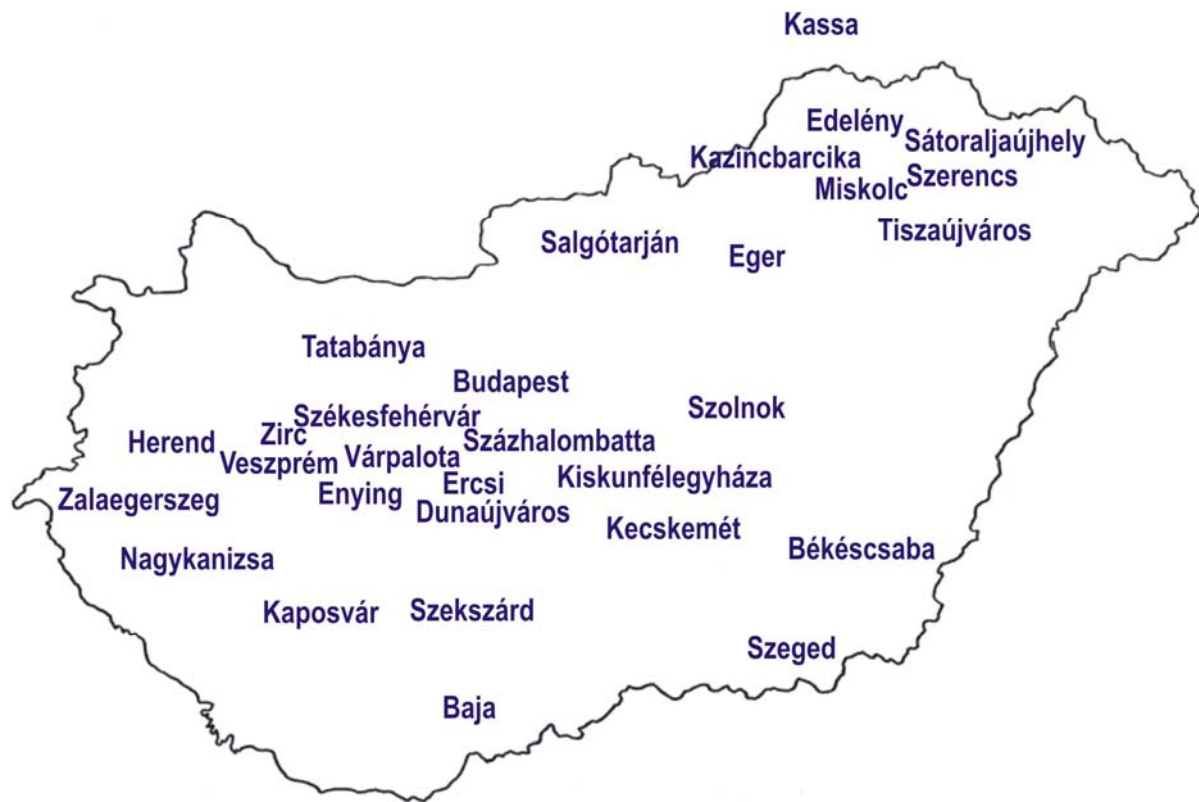 Kassa
Edelény
Sátoraljaújhely
Kazincbarcika
Szerencs
Miskolc
Tiszaújváros
Salgótarján
Eger
Tatabánya
Budapest
Szolnok
Székesfehérvár
Zirc
Herend
Százhalombatta
Várpalota
Veszprém
Kiskunfélegyháza
Ercsi
Enying
Zalaegerszeg
Dunaújváros
Kecskemét
Békéscsaba
Nagykanizsa
Kaposvár
Szekszárd
Szeged
Baja